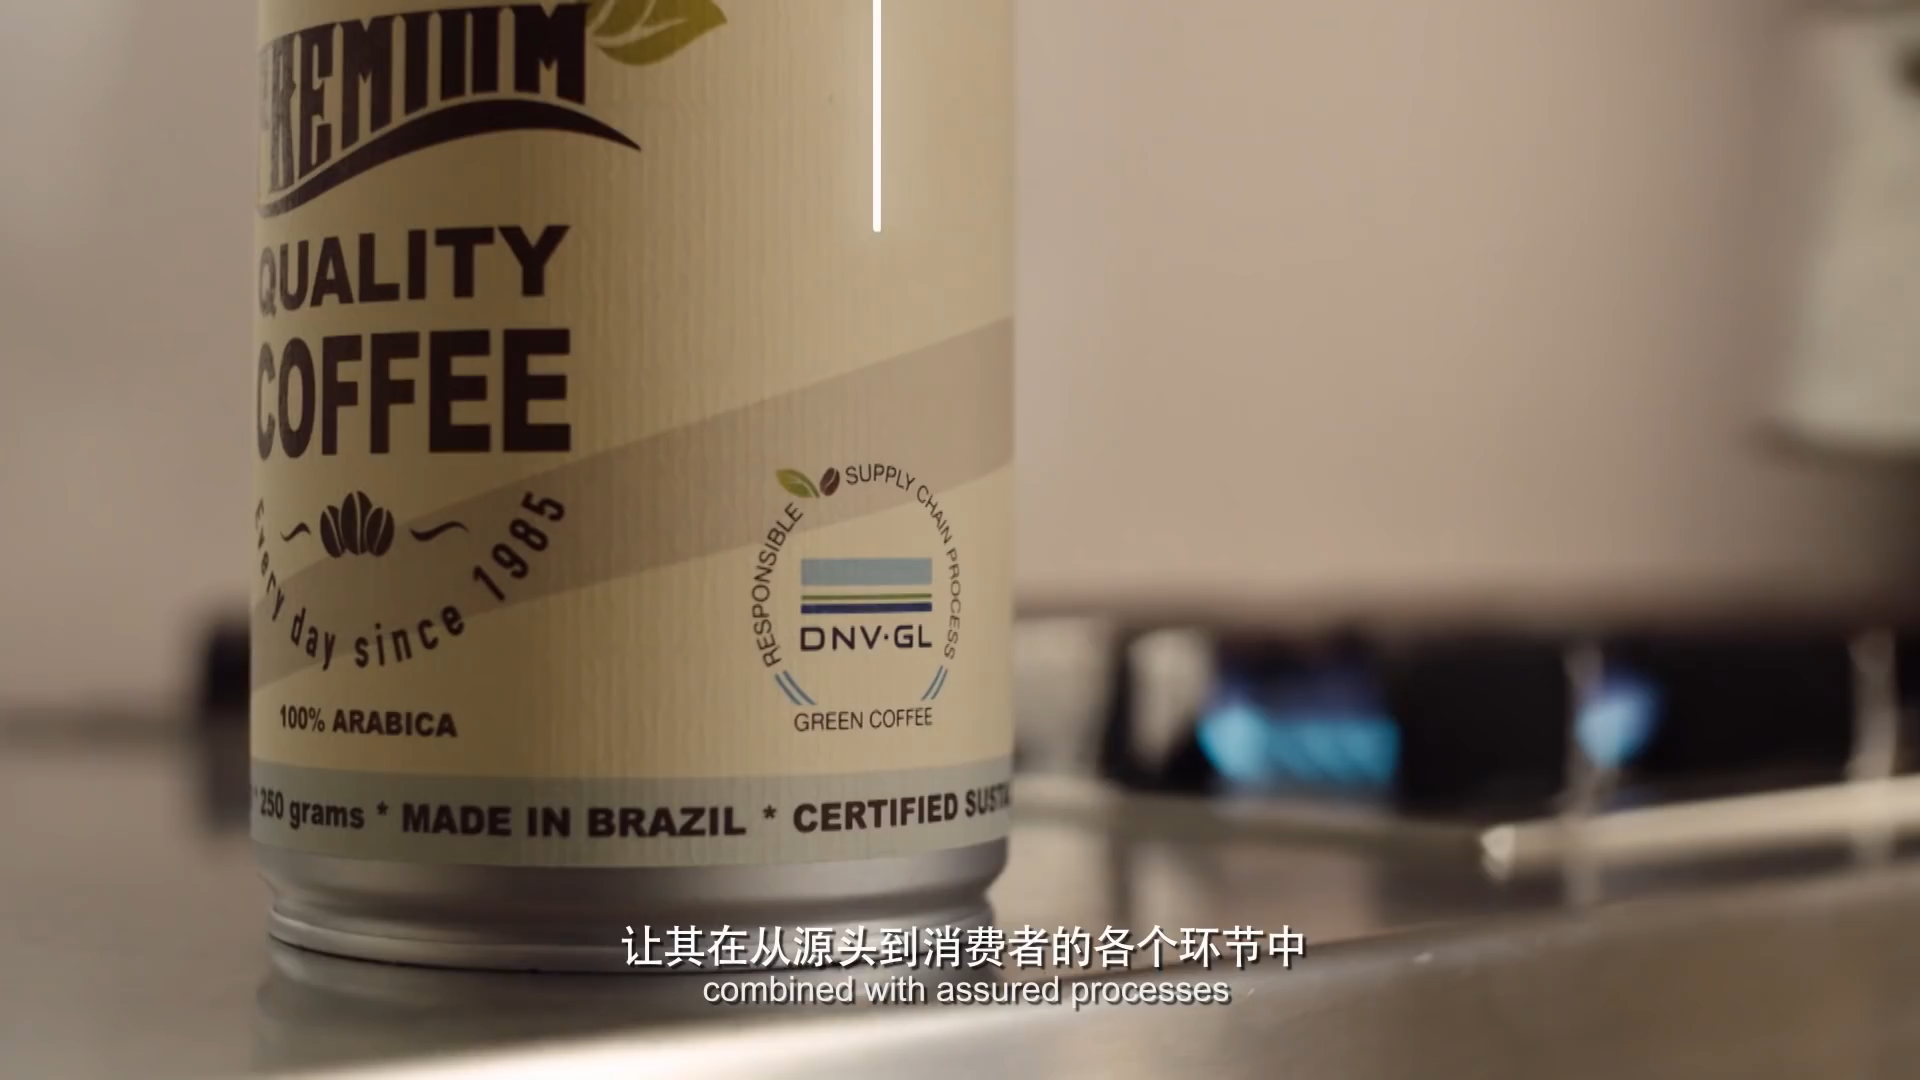 PREMIUM
QUALITY
COFFEE
Every day since 1985
100% ARABICA
RESPONSIBLE SUPPLY CHAIN PROCESS
DNV·GL
GREEN COFFEE
* 250 grams * MADE IN BRAZIL * CERTIFIED
让其在从源头到消费者的各个环节中
combined with assured processes